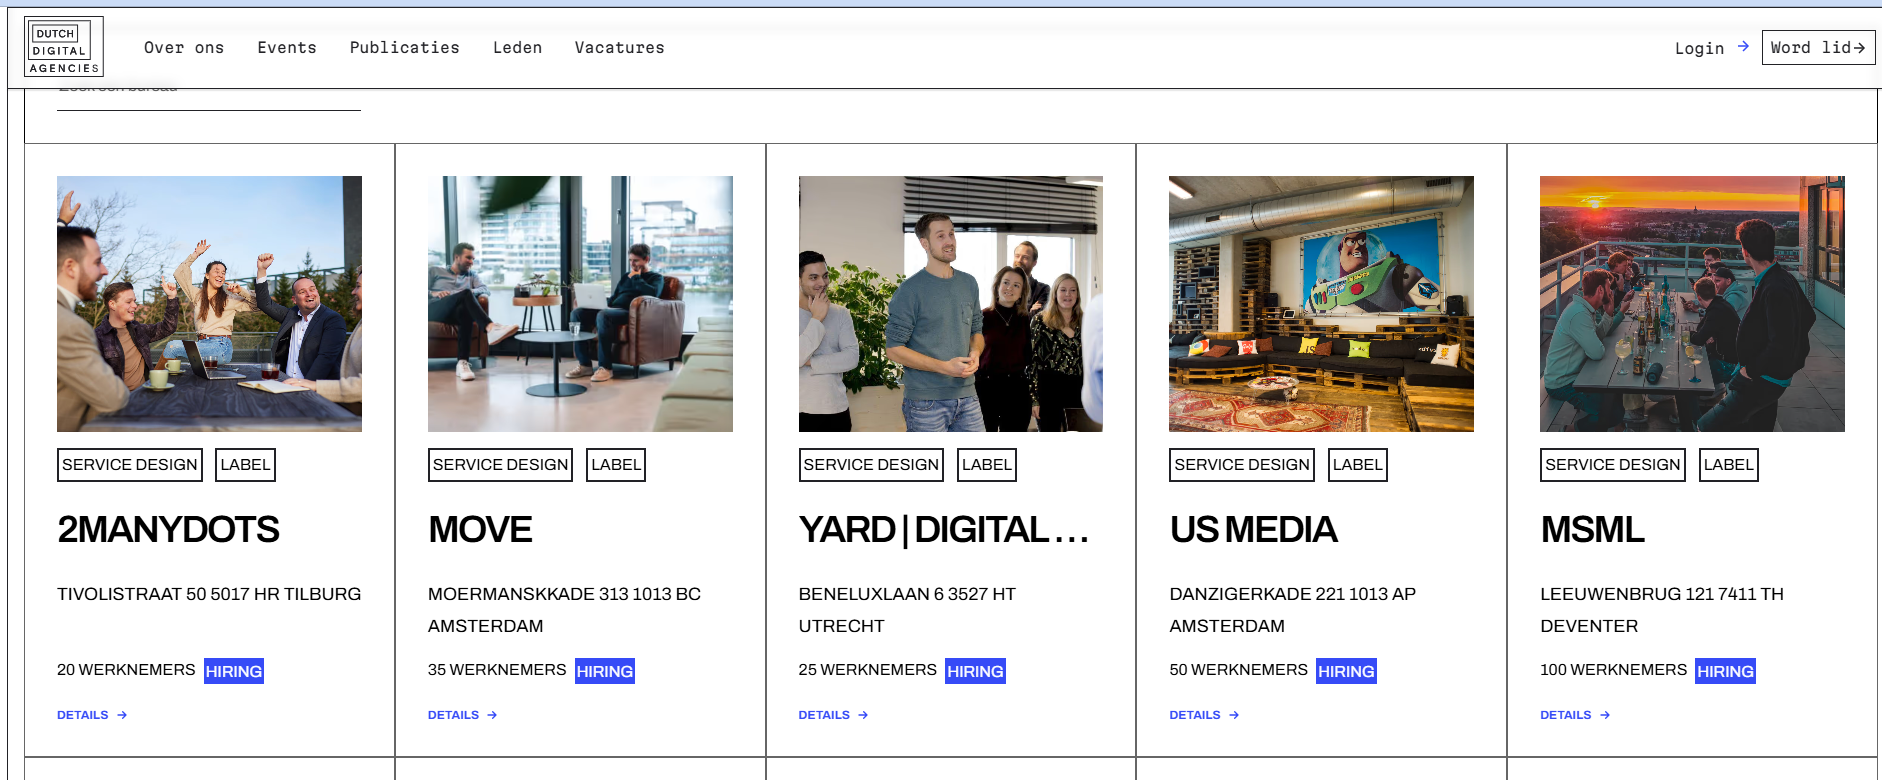 DUTCH
DIGITAL
AGENCIES
Over ons
Events
Publicaties
Leden
Vacatures
Login →
Word lid→
SERVICE DESIGN
LABEL
2MANYDOTS
TIVOLISTRAAT 50 5017 HR TILBURG
20 WERKNEMERS
HIRING
DETAILS →
SERVICE DESIGN
LABEL
MOVE
MOERMANSKKADE 313 1013 BC
AMSTERDAM
35 WERKNEMERS
HIRING
DETAILS →
SERVICE DESIGN
LABEL
YARD | DIGITAL ...
BENELUXLAAN 6 3527 HT
UTRECHT
25 WERKNEMERS
HIRING
DETAILS →
SERVICE DESIGN
LABEL
US MEDIA
DANZIGERKADE 221 1013 AP
AMSTERDAM
50 WERKNEMERS
HIRING
DETAILS →
SERVICE DESIGN
LABEL
MSML
LEEUWENBRUG 121 7411 TH
DEVENTER
100 WERKNEMERS
HIRING
DETAILS →